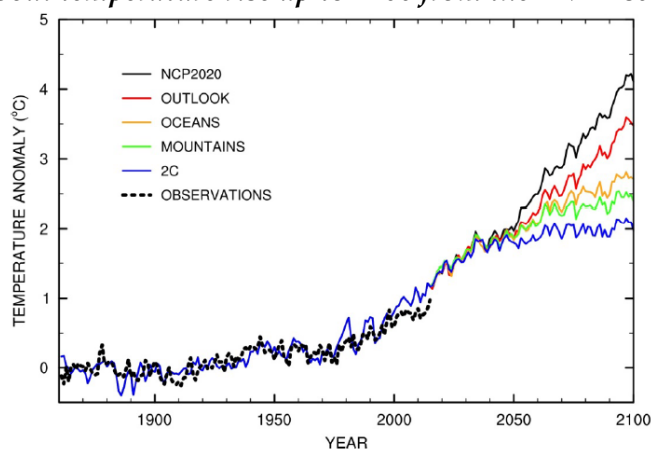 5
4
3
2
1
0
TEMPERATURE ANOMALY (°C)
NCP2020
OUTLOOK
OCEANS
MOUNTAINS
2C
OBSERVATIONS
1900
1950
2000
2050
2100
YEAR